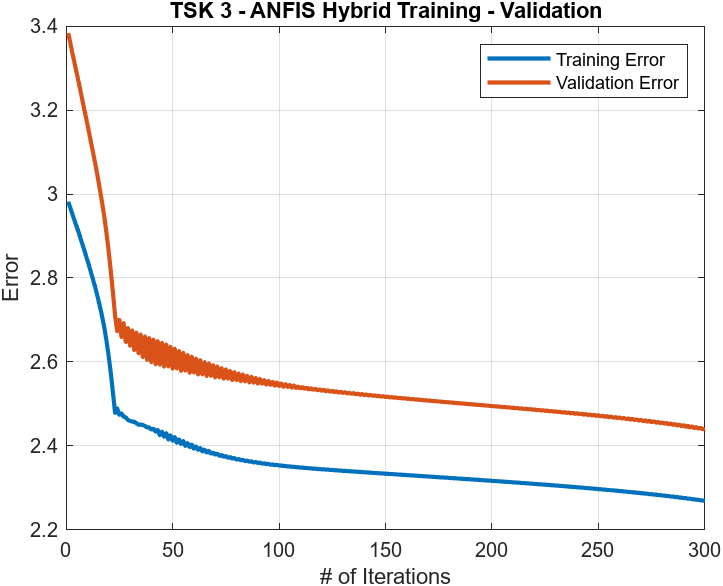 TSK 3 - ANFIS Hybrid Training - Validation
3.4
3.2
3
2.8
2.6
2.4
2.2
Error
Training Error
Validation Error
0 50 100 150 200 250 300
# of Iterations